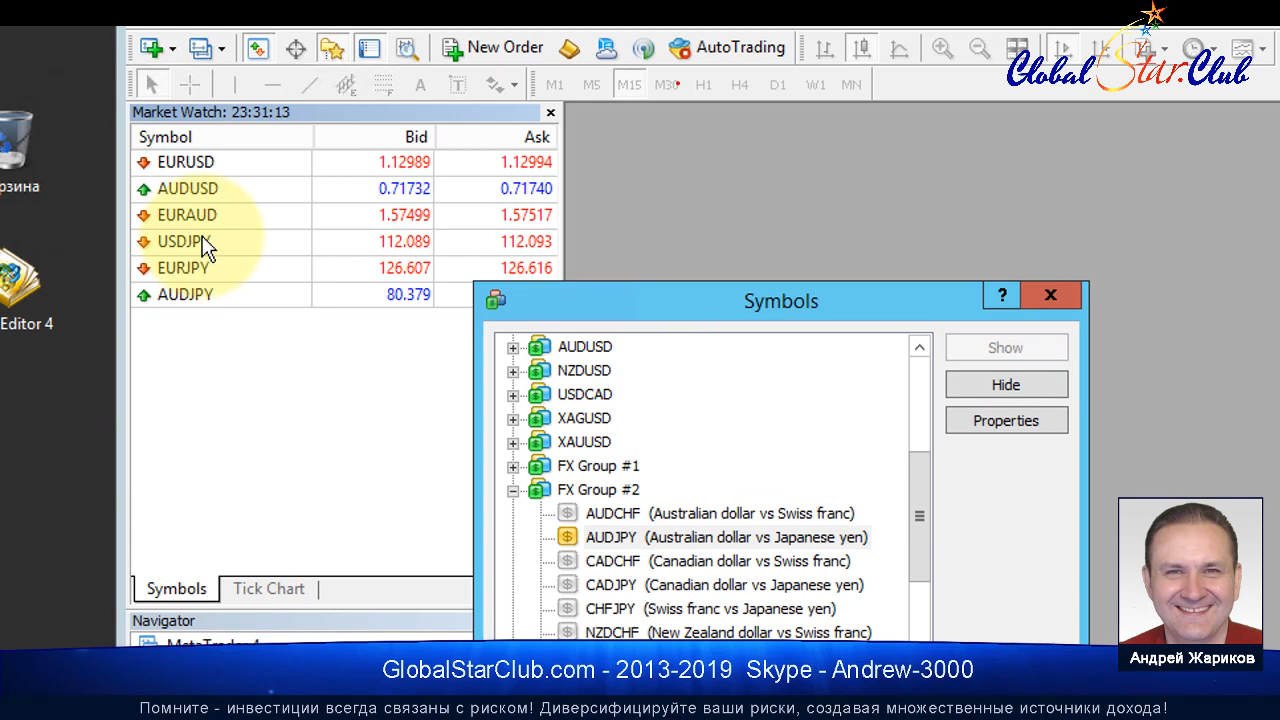 New Order
AutoTrading
Global Star.Club
A
T
M1 M5 M15 M30 H1 H4 D1 W1 MN
Market Watch: 23:31:13
Symbol Bid Ask
EURUSD 1.12989 1.12994
AUDUSD 0.71732 0.71740
EURAUD 1.57499 1.57517
USDJPY 112.089 112.093
EURJPY 126.607 126.616
AUDJPY 80.379
рзина
Editor 4
Symbols
?
AUDUSD
NZDUSD
USDCAD
XAGUSD
XAUUSD
FX Group #1
FX Group #2
AUDCHF (Australian dollar vs Swiss franc)
AUDJPY (Australian dollar vs Japanese yen)
CADCHF (Canadian dollar vs Swiss franc)
CADJPY (Canadian dollar vs Japanese yen)
CHFJPY (Swiss franc vs Japanese yen)
NZDCHF (New Zealand dollar vs Swiss franc)
Show
Hide
Properties
Symbols
Tick Chart
Navigator
MetaTrader 4
Андрей Жариков
GlobalStarClub.com - 2013-2019 Skype - Andrew-3000
Помните - инвестиции всегда связаны с риском! Диверсифицируйте ваши риски, создавая множественные источники дохода!